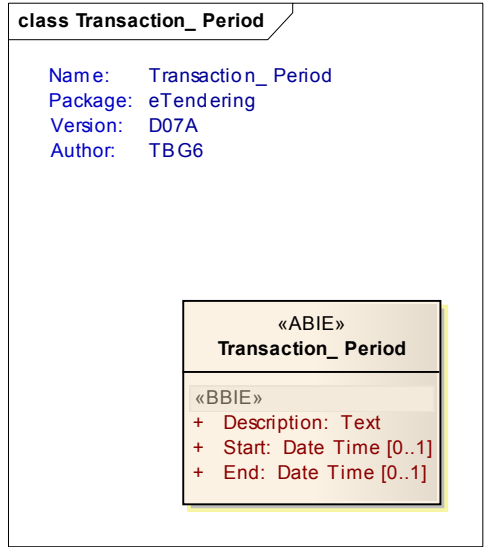 class Transaction_ Period
Name: Transaction_ Period
Package: eTendering
Version: D07A
Author: TBG6
«ABIE»
Transaction_ Period
«BBIE»
+ Description: Text
+ Start: Date Time [0..1]
+ End: Date Time [0..1]